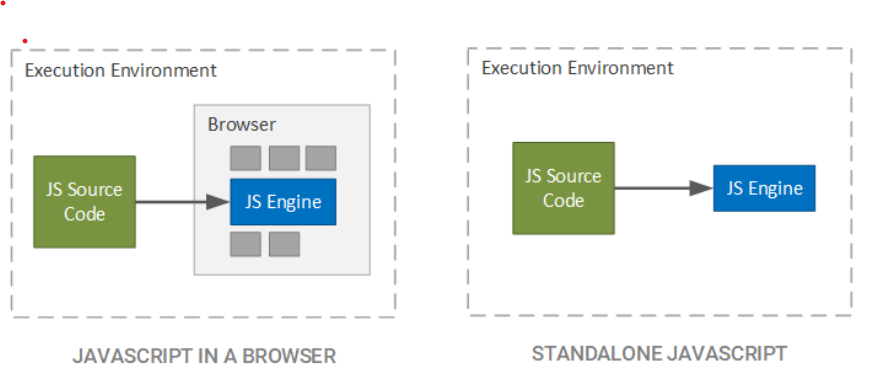 Execution Environment
Browser
JS Source
Code
JS Engine
JAVASCRIPT IN A BROWSER
Execution Environment
JS Source
Code
JS Engine
STANDALONE JAVASCRIPT